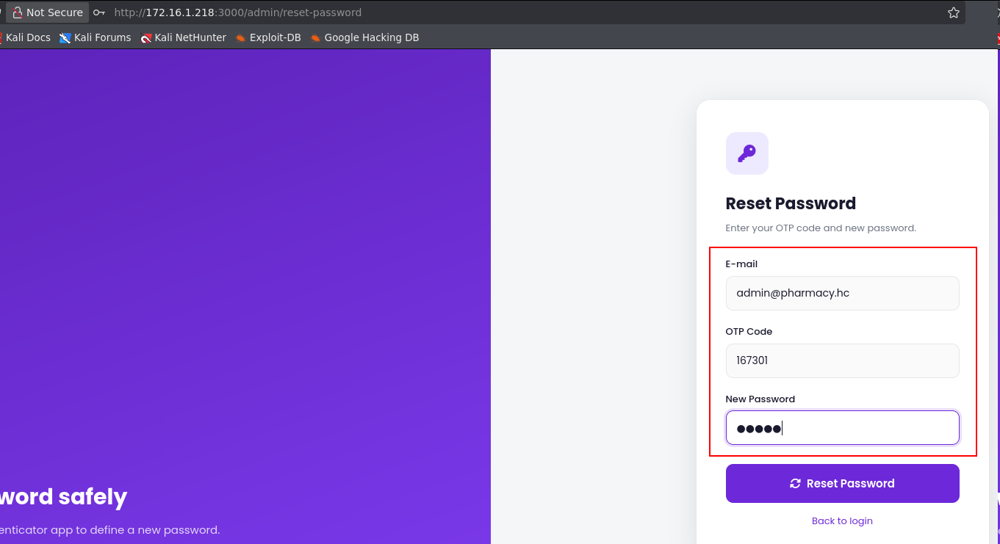 Not Secure http://172.16.1.218:3000/admin/reset-password
Kali Docs Kali Forums Kali NetHunter Exploit-DB Google Hacking DB
Reset Password
Enter your OTP code and new password.
E-mail
admin@pharmacy.hc
OTP Code
167301
New Password
●●●●●
Reset Password
Back to login
word safely
enticator app to define a new password.